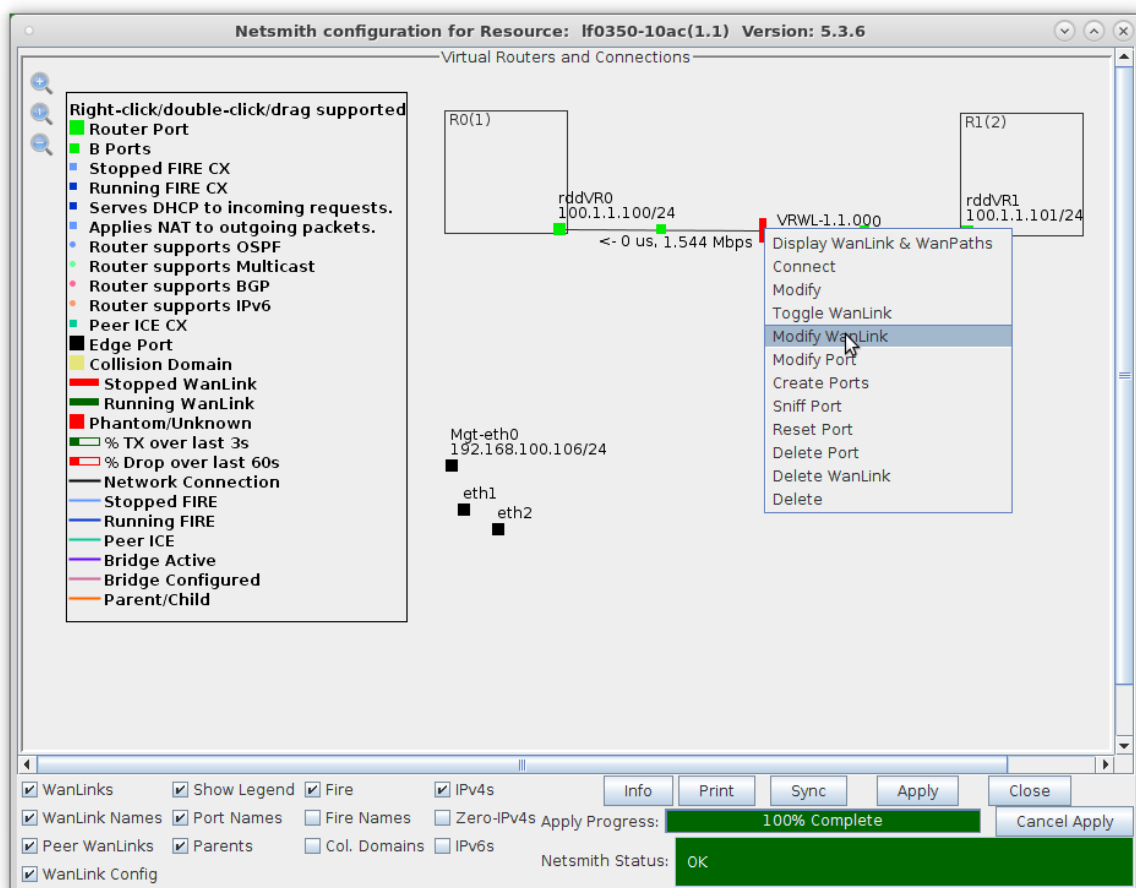 Netsmith configuration for Resource: lf0350-10ac(1.1) Version: 5.3.6
Virtual Routers and Connections
Right-click/double-click/drag supported
Router Port
B Ports
Stopped FIRE CX
Running FIRE CX
Serves DHCP to incoming requests.
Applies NAT to outgoing packets.
Router supports OSPF
Router supports Multicast
Router supports BGP
Router supports IPv6
Peer ICE CX
Edge Port
Collision Domain
Stopped WanLink
Running WanLink
Phantom/Unknown
% TX over last 3s
% Drop over last 60s
Network Connection
Stopped FIRE
Running FIRE
Peer ICE
Bridge Active
Bridge Configured
Parent/Child
R0(1)
rddVR0
100.1.1.100/24
<- 0 us, 1.544 Mbps
VRWL-1.1.000
R1(2)
rddVR1
100.1.1.101/24
Display WanLink & WanPaths
Connect
Modify
Toggle WanLink
Modify WanLink
Modify Port
Create Ports
Sniff Port
Reset Port
Delete Port
Delete WanLink
Delete
Mgt-eth0
192.168.100.106/24
eth1
eth2
WanLinks Show Legend Fire IPv4s Info Print Sync Apply Close
WanLink Names Port Names Fire Names Zero-IPv4s Apply Progress: 100% Complete Cancel Apply
Peer WanLinks Parents Col. Domains IPv6s Netsmith Status: OK
WanLink Config